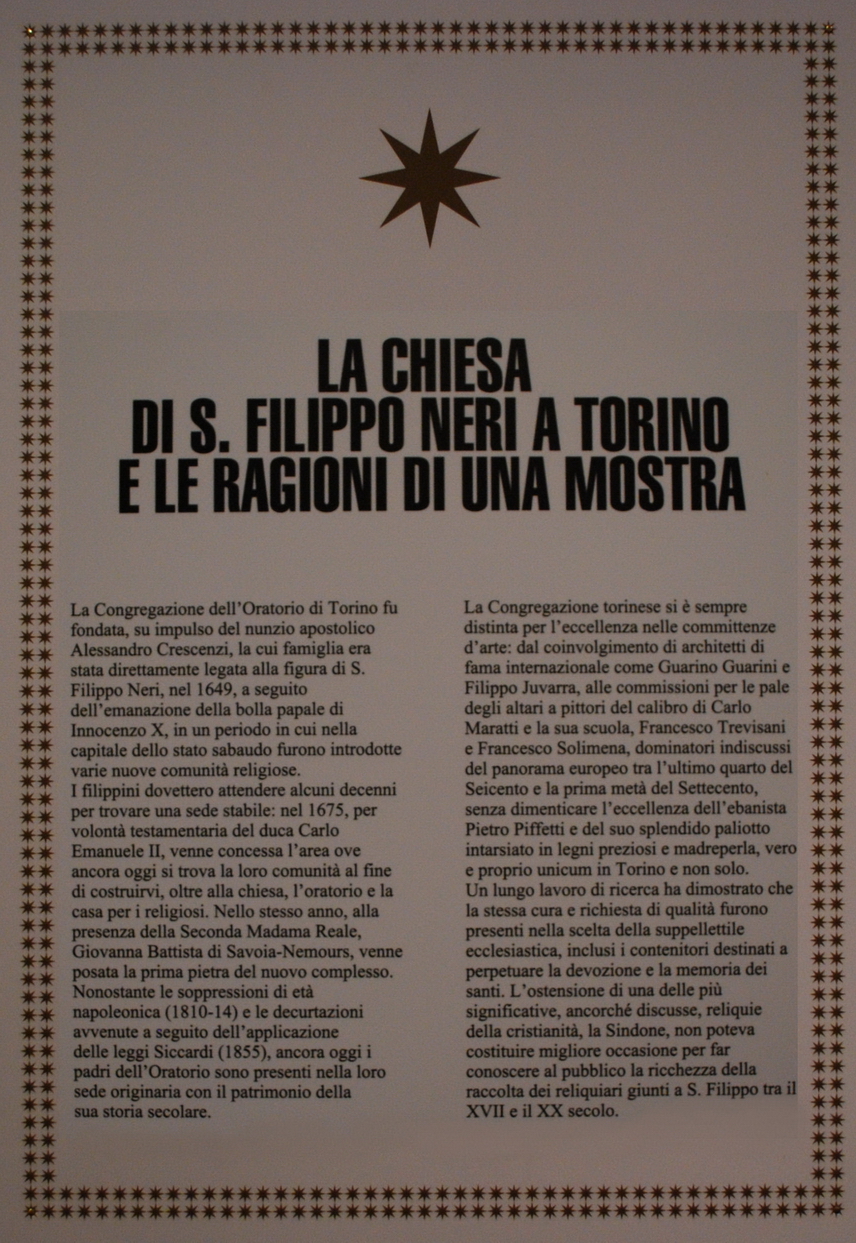 LA CHIESA
DI S. FILIPPO NERI A TORINO
E LE RAGIONI DI UNA MOSTRA
La Congregazione dell'Oratorio di Torino fu
fondata, su impulso del nunzio apostolico
Alessandro Crescenzi, la cui famiglia era
stata direttamente legata alla figura di S.
Filippo Neri, nel 1649, a seguito
dell'emanazione della bolla papale di
Innocenzo X, in un periodo in cui nella
capitale dello stato sabaudo furono introdotte
varie nuove comunità religiose.
I filippini dovettero attendere alcuni decenni
per trovare una sede stabile: nel 1675, per
volontà testamentaria del duca Carlo
Emanuele II, venne concessa l'area ove
ancora oggi si trova la loro comunità al fine
di costruirvi, oltre alla chiesa, l'oratorio e la
casa per i religiosi. Nello stesso anno, alla
presenza della Seconda Madama Reale,
Giovanna Battista di Savoia-Nemours, venne
posata la prima pietra del nuovo complesso.
Nonostante le soppressioni di età
napoleonica (1810-14) e le decurtazioni
avvenute a seguito dell'applicazione
delle leggi Siccardi (1855), ancora oggi i
padri dell'Oratorio sono presenti nella loro
sede originaria con il patrimonio della
sua storia secolare.
La Congregazione torinese si è sempre
distinta per l'eccellenza nelle committenze
d'arte: dal coinvolgimento di architetti di
fama internazionale come Guarino Guarini e
Filippo Juvarra, alle commissioni per le pale
degli altari a pittori del calibro di Carlo
Maratti e la sua scuola, Francesco Trevisani
e Francesco Solimena, dominatori indiscussi
del panorama europeo tra l'ultimo quarto del
Seicento e la prima metà del Settecento,
senza dimenticare l'eccellenza dell'ebanista
Pietro Piffetti e del suo splendido paliotto
intarsiato in legni preziosi e madreperla, vero
e proprio unicum in Torino e non solo.
Un lungo lavoro di ricerca ha dimostrato che
la stessa cura e richiesta di qualità furono
presenti nella scelta della suppellettile
ecclesiastica, inclusi i contenitori destinati a
perpetuare la devozione e la memoria dei
santi. L'ostensione di una delle più
significative, ancorché discusse, reliquie
della cristianità, la Sindone, non poteva
costituire migliore occasione per far
conoscere al pubblico la ricchezza della
raccolta dei reliquiari giunti a S. Filippo tra il
XVII e il XX secolo.